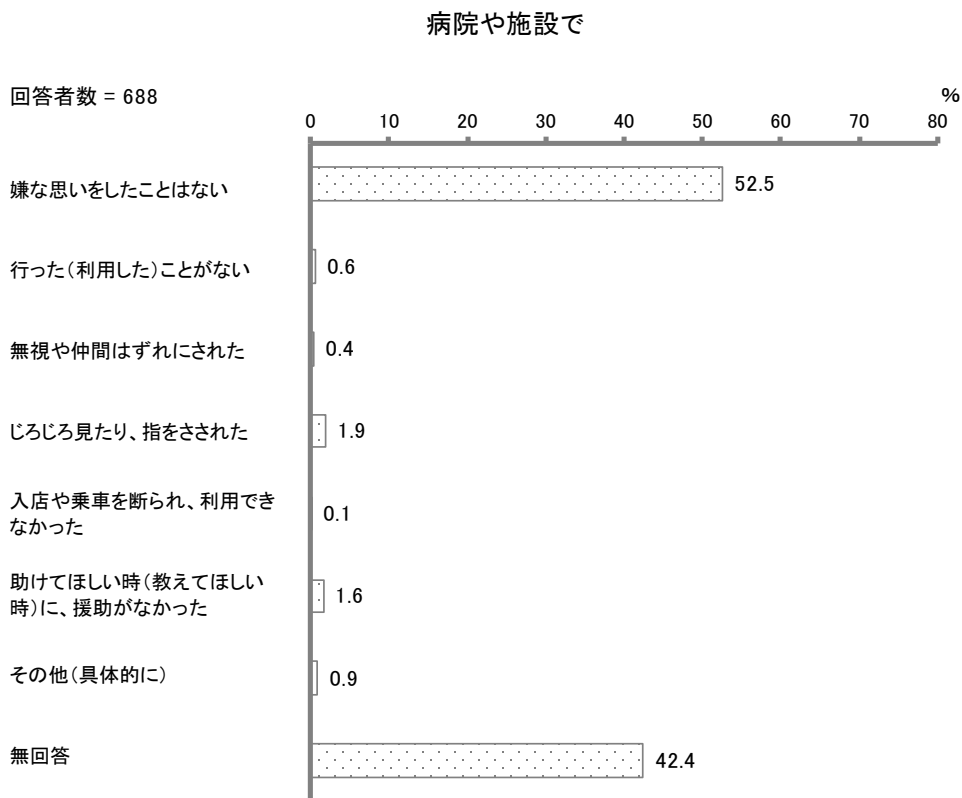 病院や施設で
回答者数 = 688
%
0 10 20 30 40 50 60 70 80
嫌な思いをしたことはない 52.5
行った（利用した）ことがない 0.6
無視や仲間はずれにされた 0.4
じろじろ見たり、指をさされた 1.9
入店や乗車を断られ、利用でき
なかった 0.1
助けてほしい時（教えてほしい
時）に、援助がなかった 1.6
その他（具体的に） 0.9
無回答 42.4